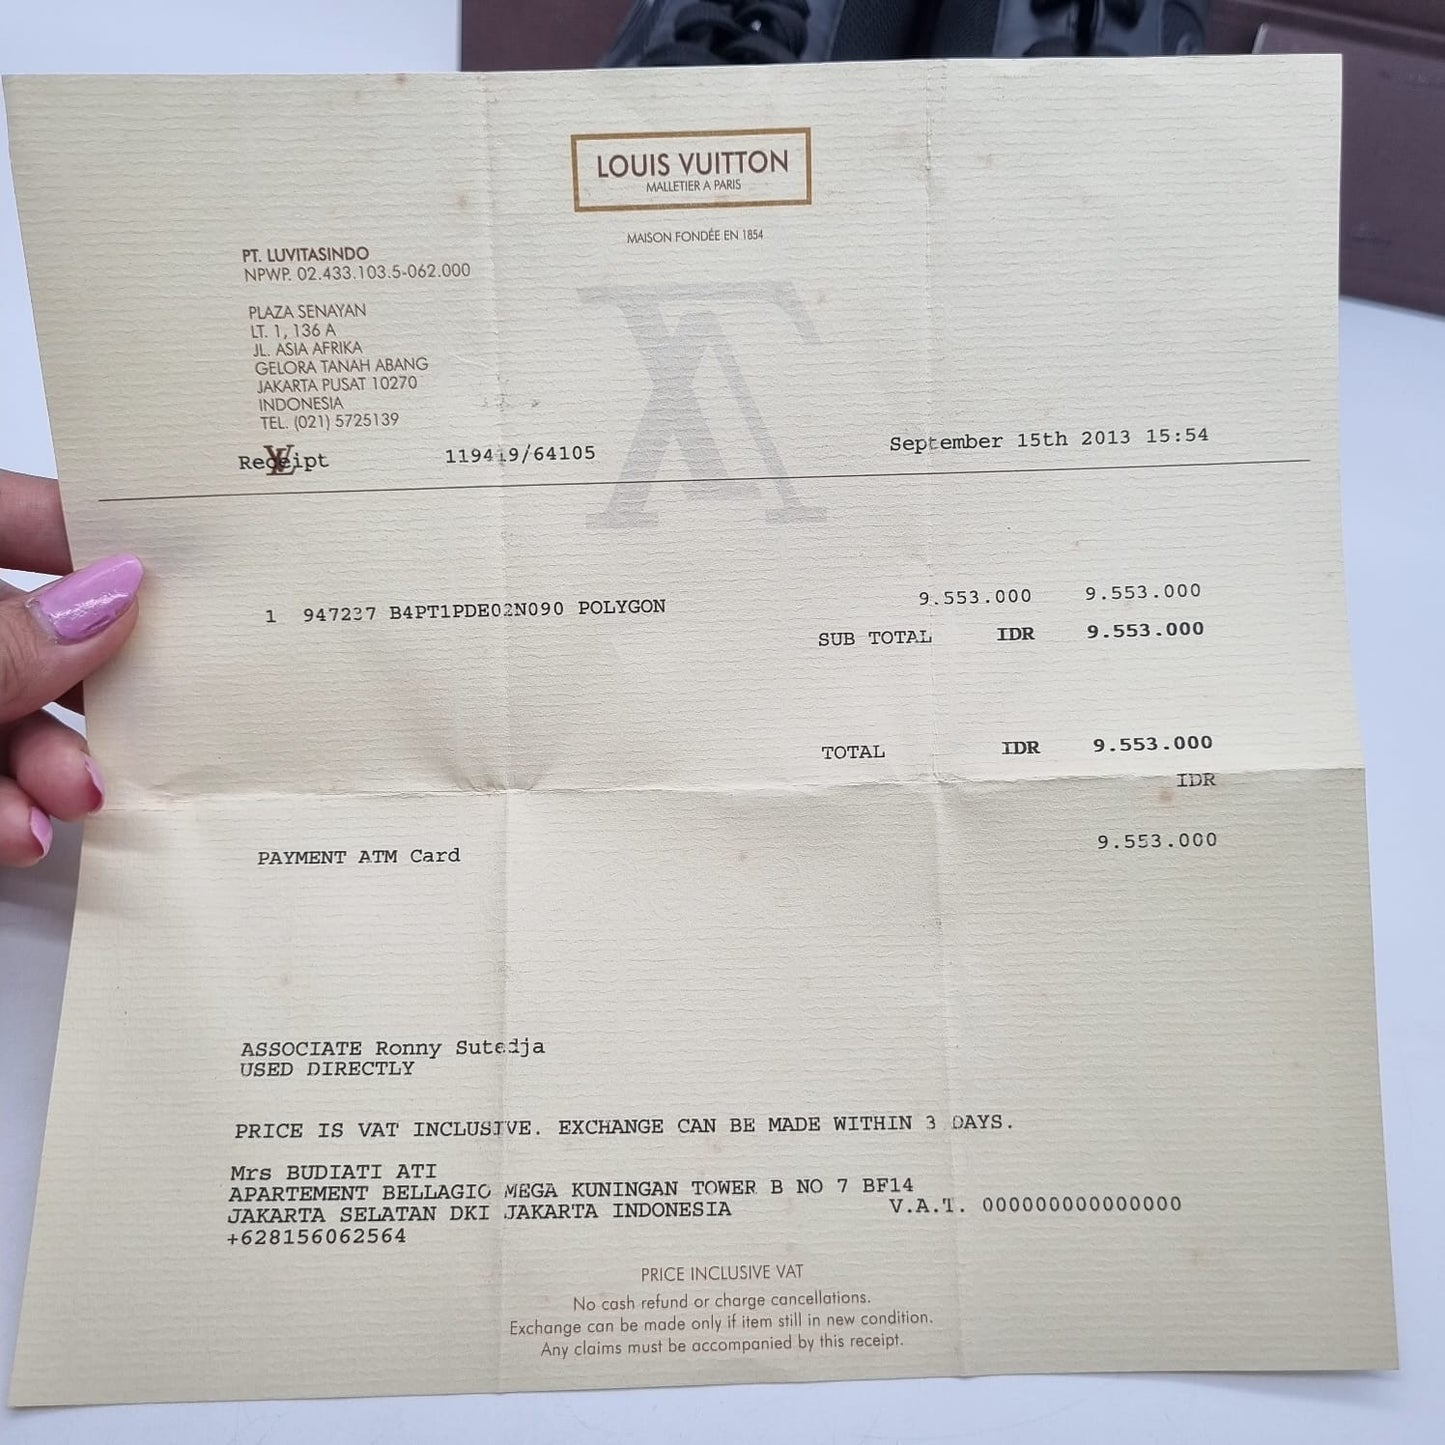 LOUIS VUITTON
MALLETIER A PARIS
MAISON FONDÉE EN 1854
PT. LUVITASINDO
NPWP. 02.433.103.5-062.000
PLAZA SENAYAN
LT. 1, 136 A
JL. ASIA AFRIKA
GELORA TANAH ABANG
JAKARTA PUSAT 10270
INDONESIA
TEL. (021) 5725139
Receipt 119419/64105 September 15th 2013 15:54
1 947237 B4PT1PDE02N090 POLYGON 9.553.000 9.553.000
SUB TOTAL IDR 9.553.000
TOTAL IDR 9.553.000
IDR
PAYMENT ATM Card 9.553.000
ASSOCIATE Ronny Sutedja
USED DIRECTLY
PRICE IS VAT INCLUSIVE. EXCHANGE CAN BE MADE WITHIN 3 DAYS.
Mrs BUDIATI ATI
APARTEMENT BELLAGIO MEGA KUNINGAN TOWER B NO 7 BF14
JAKARTA SELATAN DKI JAKARTA INDONESIA V.A.T. 000000000000000
+628156062564
PRICE INCLUSIVE VAT
No cash refund or charge cancellations.
Exchange can be made only if item still in new condition.
Any claims must be accompanied by this receipt.